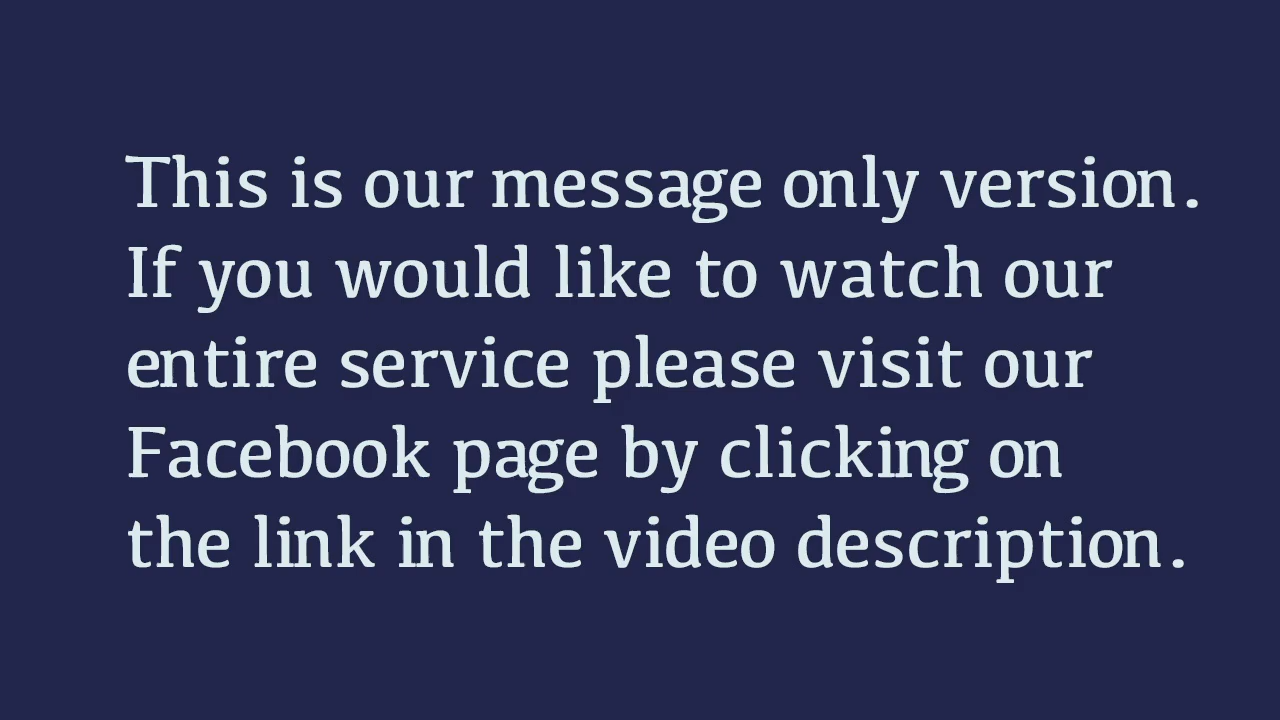 This is our message only version.
If you would like to watch our
entire service please visit our
Facebook page by clicking on
the link in the video description.